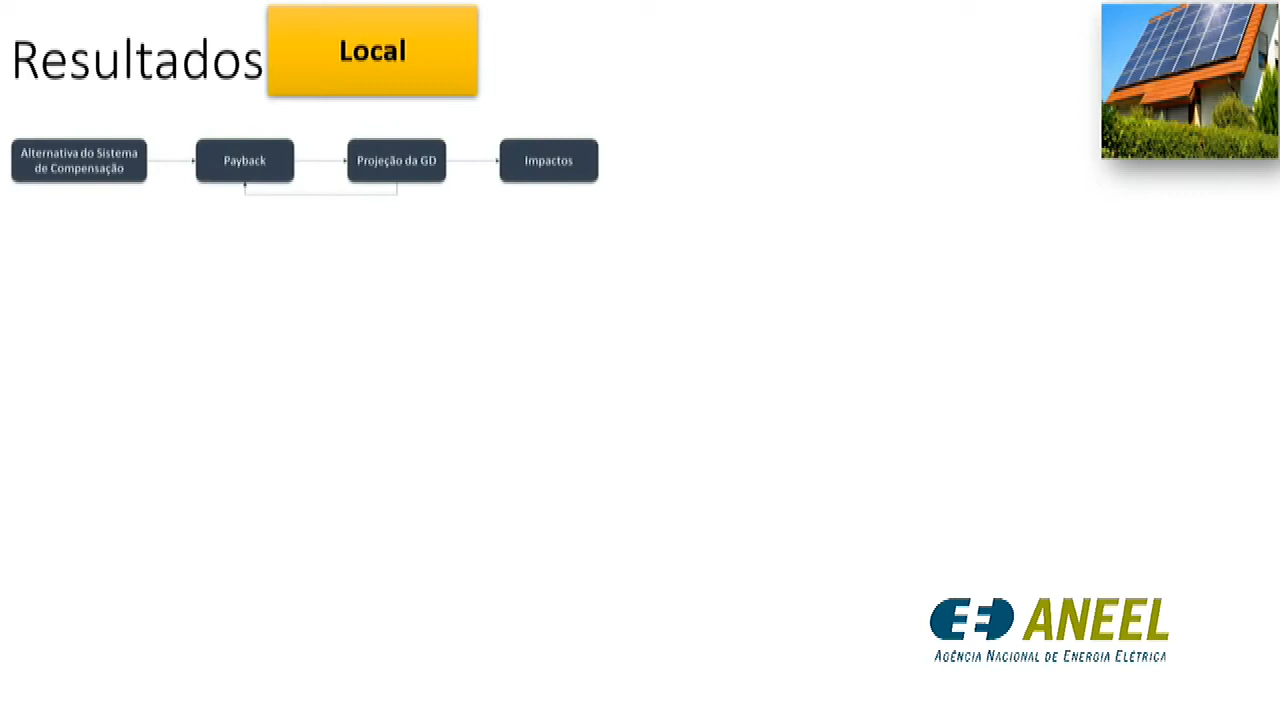 Resultados
Local
Alternativa do Sistema
de Compensação
Payback
Projeção da GD
Impactos
ANEEL
AGÊNCIA NACIONAL DE ENERGIA ELÉTRICA